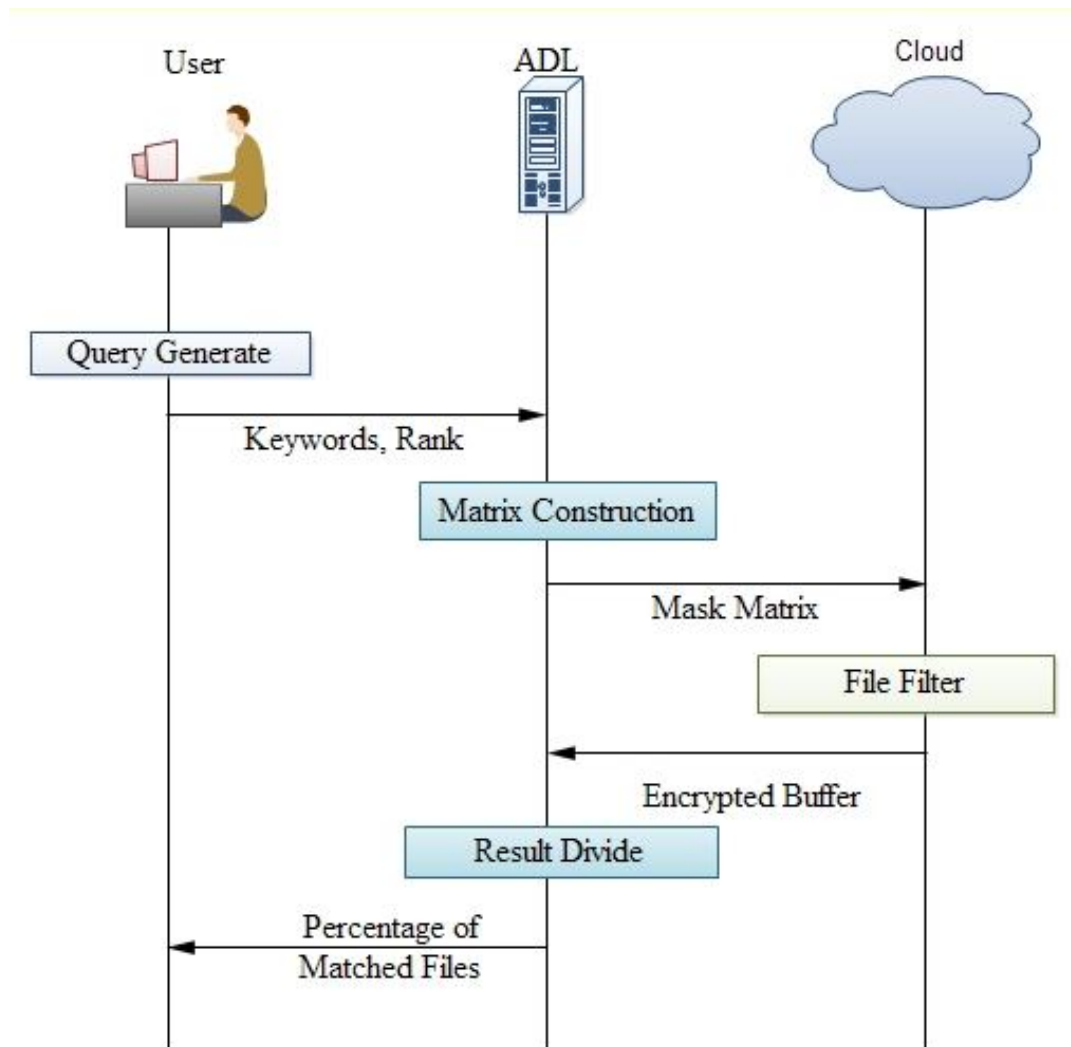 User
ADL
Cloud
Query Generate
Keywords, Rank
Matrix Construction
Mask Matrix
File Filter
Encrypted Buffer
Result Divide
Percentage of
Matched Files